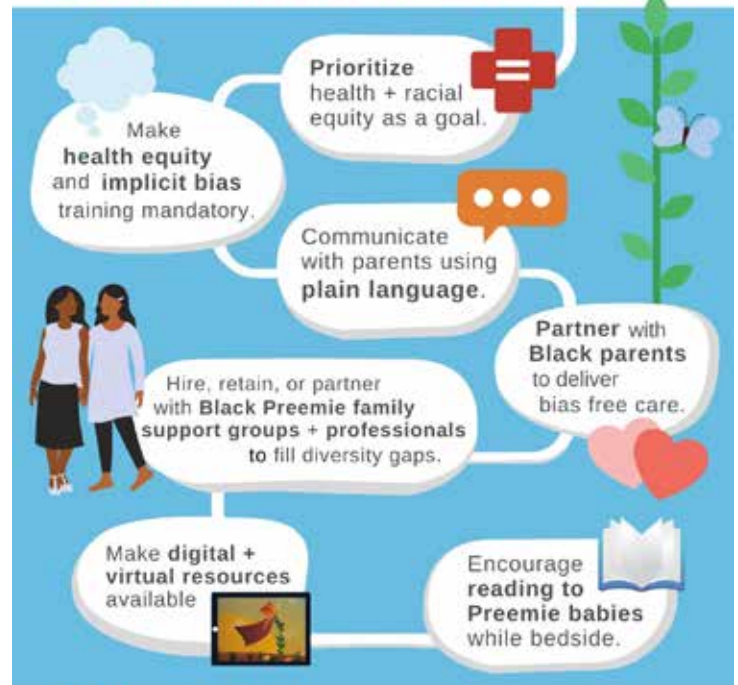 Prioritize
health + racial
equity as a goal.
Make
health equity
and implicit bias
training mandatory.
Communicate
with parents using
plain language.
Partner with
Black parents
to deliver
bias free care.
Hire, retain, or partner
with Black Preemie family
support groups + professionals
to fill diversity gaps.
Make digital +
virtual resources
available
Encourage
reading to
Preemie babies
while bedside.